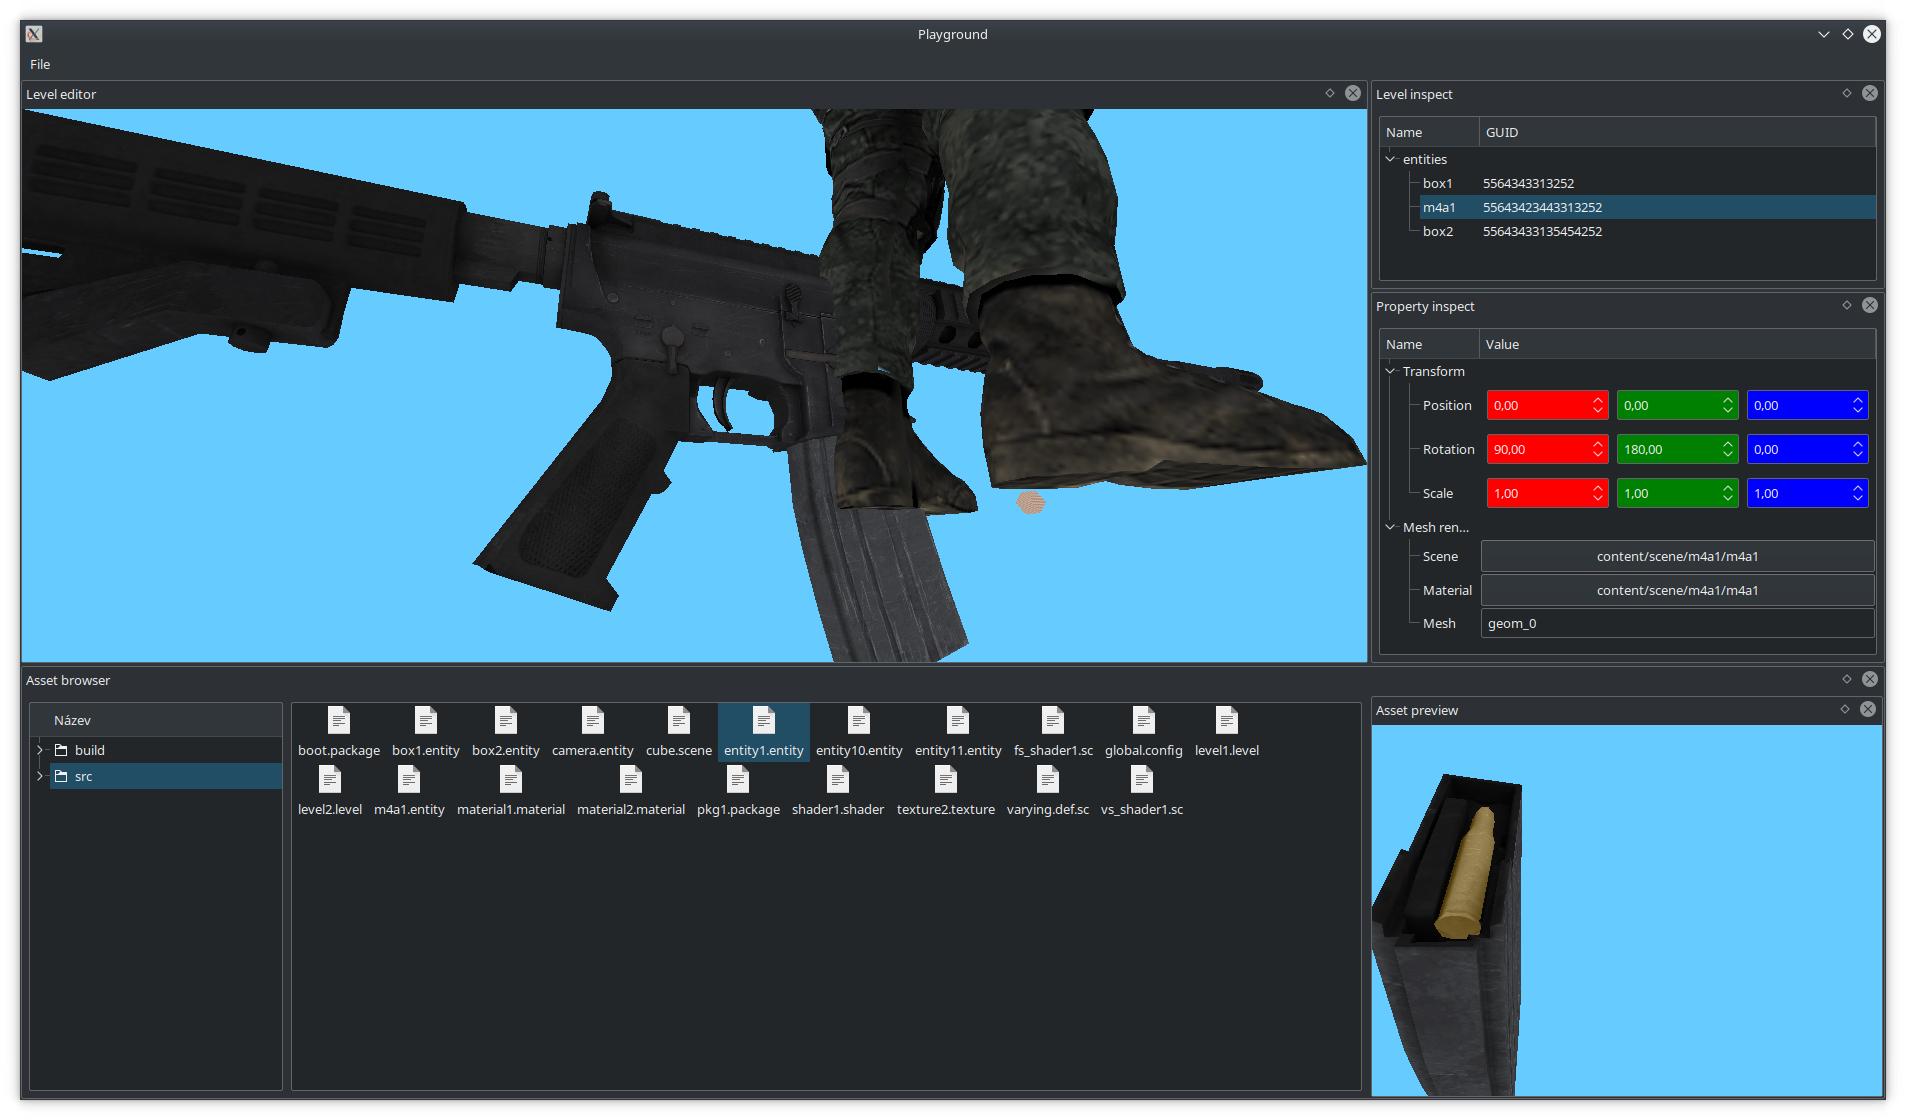 Playground
File
Level editor
Level inspect
Name GUID
entities
box1 5564343313252
m4a1 55643423443313252
box2 55643433135454252
Property inspect
Name Value
Transform
Position 0,00 0,00 0,00
Rotation 90,00 180,00 0,00
Scale 1,00 1,00 1,00
Mesh ren...
Scene content/scene/m4a1/m4a1
Material content/scene/m4a1/m4a1
Mesh geom_0
Asset browser
Název
build
src
boot.package box1.entity box2.entity camera.entity cube.scene entity1.entity entity10.entity entity11.entity fs_shader1.sc global.config level1.level
level2.level m4a1.entity material1.material material2.material pkg1.package shader1.shader texture2.texture varying.def.sc vs_shader1.sc
Asset preview